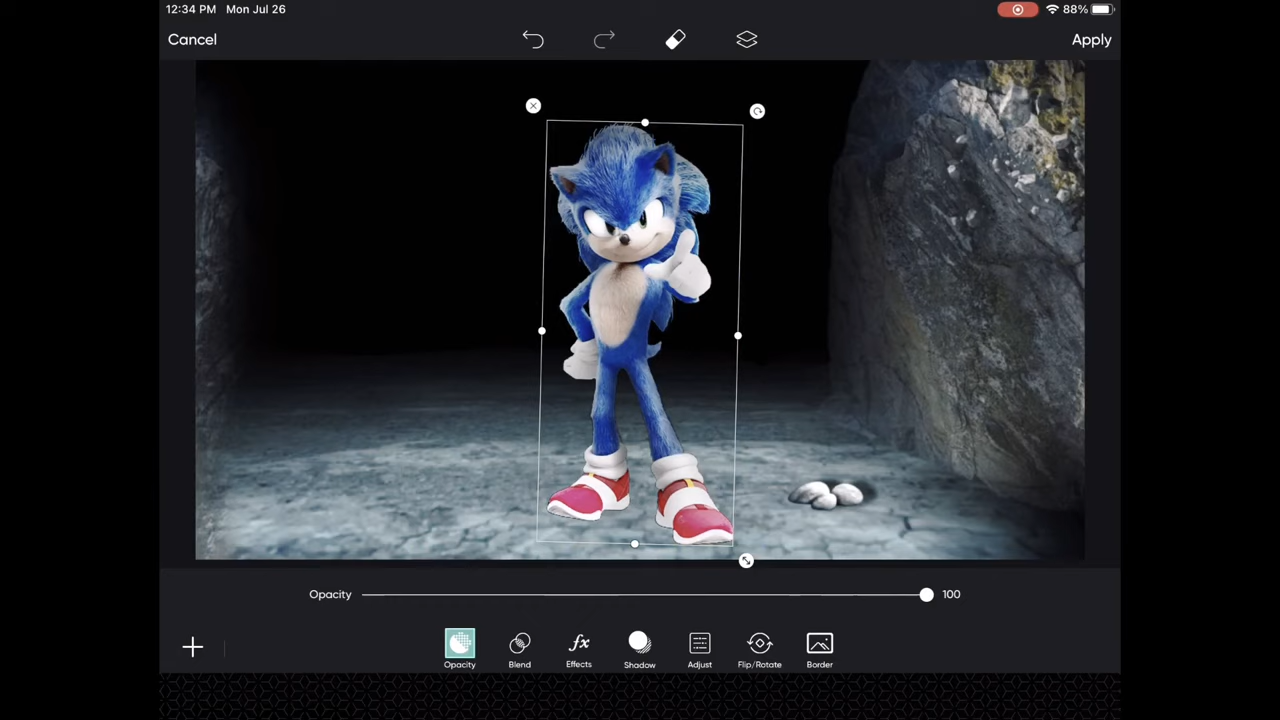 12:34 PM Mon Jul 26
88%
Cancel
Apply
Opacity
100
Opacity
Blend
Effects
Shadow
Adjust
Flip/Rotate
Border